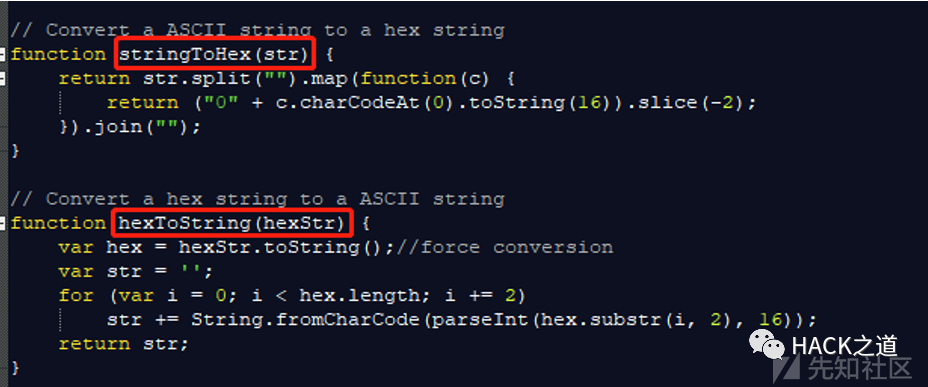 // Convert a ASCII string to a hex string
function stringToHex(str) {
    return str.split("").map(function(c) {
        return ("0" + c.charCodeAt(0).toString(16)).slice(-2);
    }).join("");
}
// Convert a hex string to a ASCII string
function hexToString(hexStr) {
    var hex = hexStr.toString();//force conversion
    var str = '';
    for (var i = 0; i < hex.length; i += 2)
        str += String.fromCharCode(parseInt(hex.substr(i, 2), 16));
    return str;
}
HACK之道
先知社区